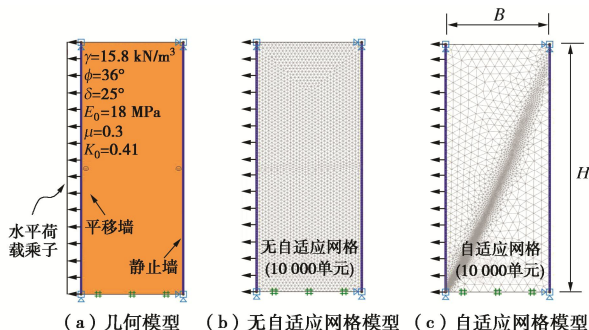 γ=15.8 kN/m³
ϕ=36°
δ=25°
E₀=18 MPa
μ=0.3
K₀=0.41
水平荷
载乘子
平移墙
静止墙
(a) 几何模型
无自适应网格
(10 000单元)
(b) 无自适应网格模型
B
H
自适应网格
(10 000单元)
(c) 自适应网格模型